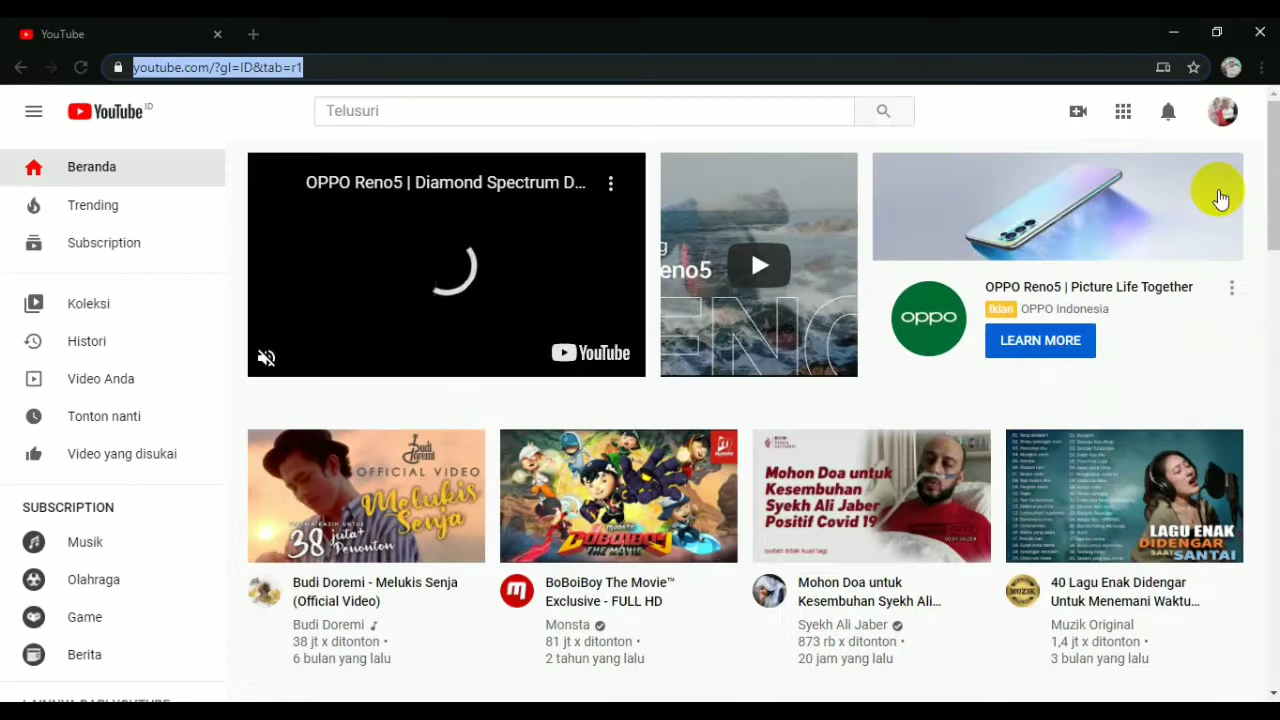 YouTube
youtube.com/?gl=ID&tab=r1
YouTube ID
Telusuri
Beranda
Trending
Subscription
Koleksi
Histori
Video Anda
Tonton nanti
Video yang disukai
SUBSCRIPTION
Musik
Olahraga
Game
Berita
OPPO Reno5 | Diamond Spectrum D...
YouTube
eno5
OPPO Reno5 | Picture Life Together
Iklan OPPO Indonesia
oppo
LEARN MORE
Budi
Doremi
OFFICIAL VIDEO
MONSTA
BOBOIBOY
THE MOVIE
Mohon Doa untuk
Kesembuhan
Syekh Ali Jaber
Positif Covid 19
LAGU ENAK
DIDENGAR
SAAT
SANTAI
Budi Doremi - Melukis Senja
(Official Video)
Budi Doremi
38 jt x ditonton •
6 bulan yang lalu
BoBoiBoy The Movie™
Exclusive - FULL HD
Monsta
81 jt x ditonton •
2 tahun yang lalu
Mohon Doa untuk
Kesembuhan Syekh Ali...
Syekh Ali Jaber
873 rb x ditonton •
20 jam yang lalu
MUZIK
40 Lagu Enak Didengar
Untuk Menemani Waktu...
Muzik Original
1,4 jt x ditonton •
3 bulan yang lalu